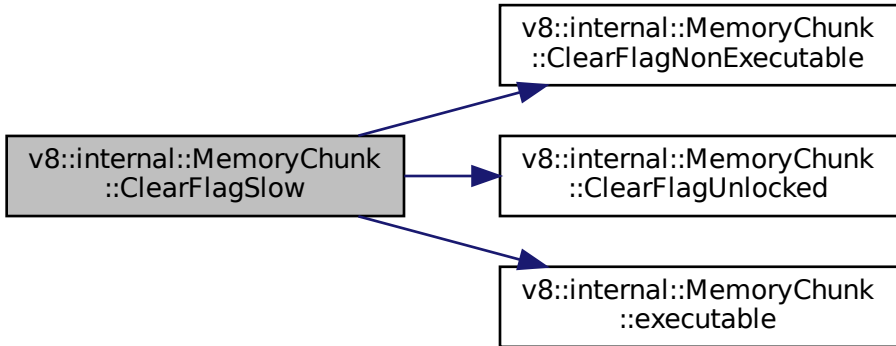 v8::internal::MemoryChunk
::ClearFlagNonExecutable
v8::internal::MemoryChunk
::ClearFlagSlow
v8::internal::MemoryChunk
::ClearFlagUnlocked
v8::internal::MemoryChunk
::executable